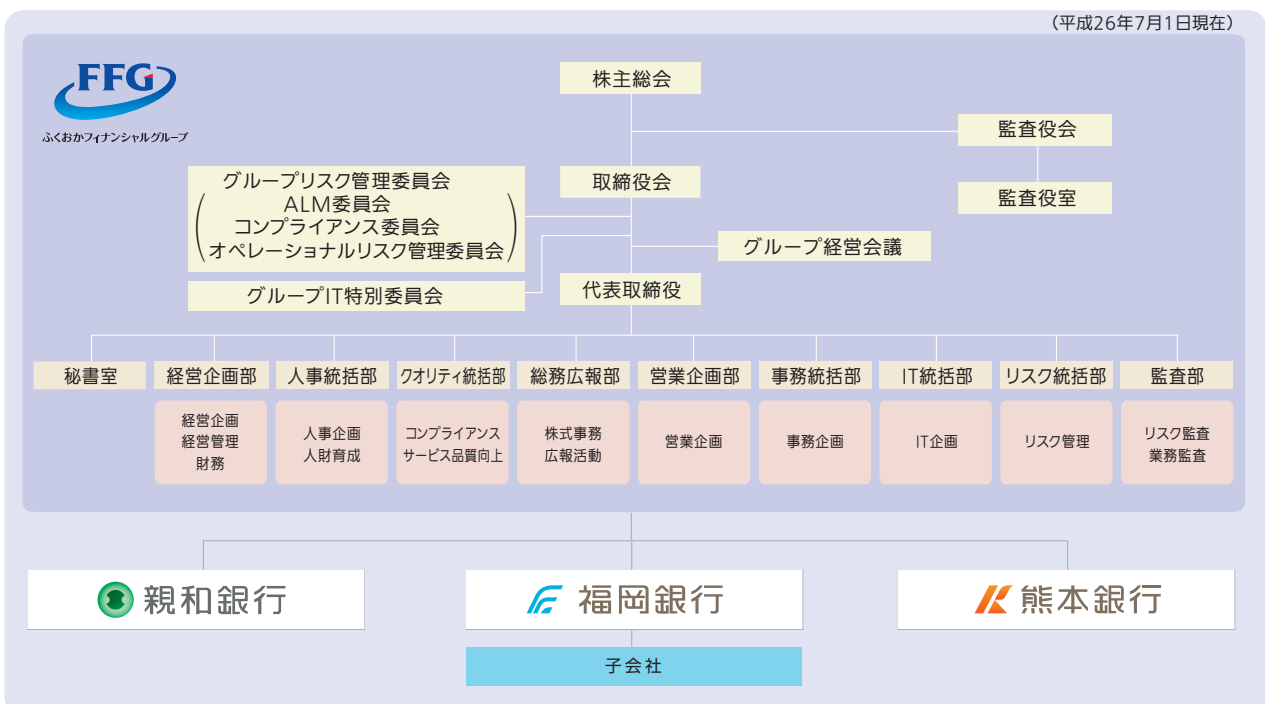 （平成26年7月1日現在）
FFG
ふくおかフィナンシャルグループ
株主総会
監査役会
監査役室
取締役会
グループリスク管理委員会
ALM委員会
コンプライアンス委員会
オペレーショナルリスク管理委員会
グループ経営会議
グループIT特別委員会
代表取締役
秘書室
経営企画部
人事統括部
クオリティ統括部
総務広報部
営業企画部
事務統括部
IT統括部
リスク統括部
監査部
経営企画
経営管理
財務
人事企画
人財育成
コンプライアンス
サービス品質向上
株式事務
広報活動
営業企画
事務企画
IT企画
リスク管理
リスク監査
業務監査
親和銀行
福岡銀行
熊本銀行
子会社